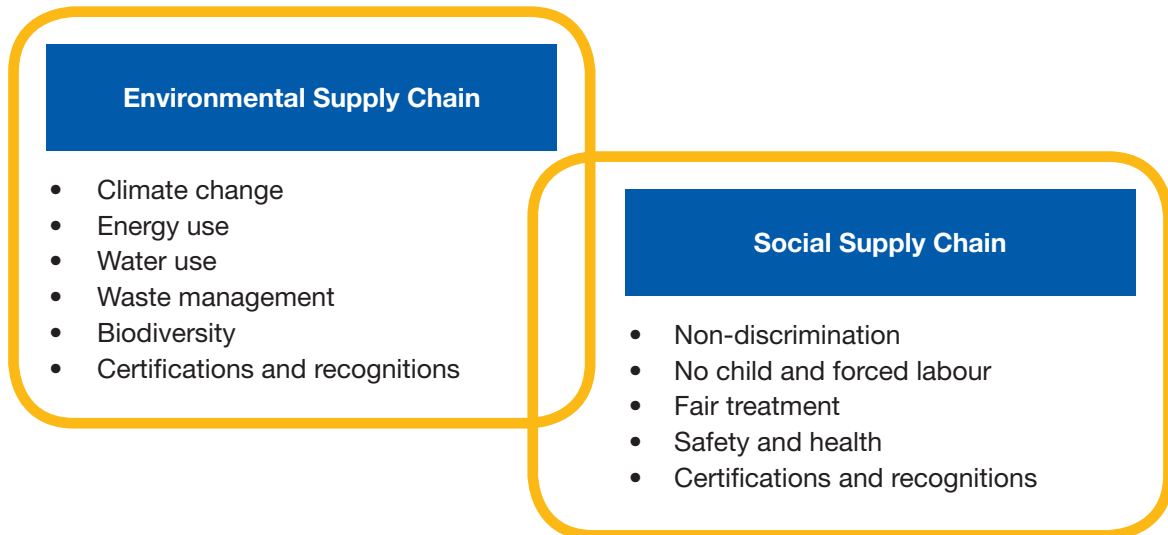 Environmental Supply Chain
• Climate change
• Energy use
• Water use
• Waste management
• Biodiversity
• Certifications and recognitions
Social Supply Chain
• Non-discrimination
• No child and forced labour
• Fair treatment
• Safety and health
• Certifications and recognitions